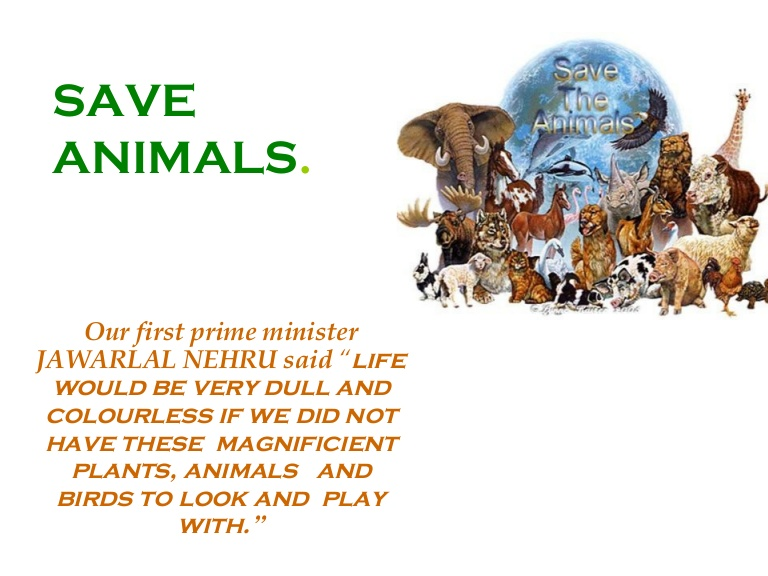 SAVE
ANIMALS.
Save
The
Animals
Our first prime minister
JAWARLAL NEHRU said “LIFE
WOULD BE VERY DULL AND
COLOURLESS IF WE DID NOT
HAVE THESE MAGNIFICIENT
PLANTS, ANIMALS AND
BIRDS TO LOOK AND PLAY
WITH.”